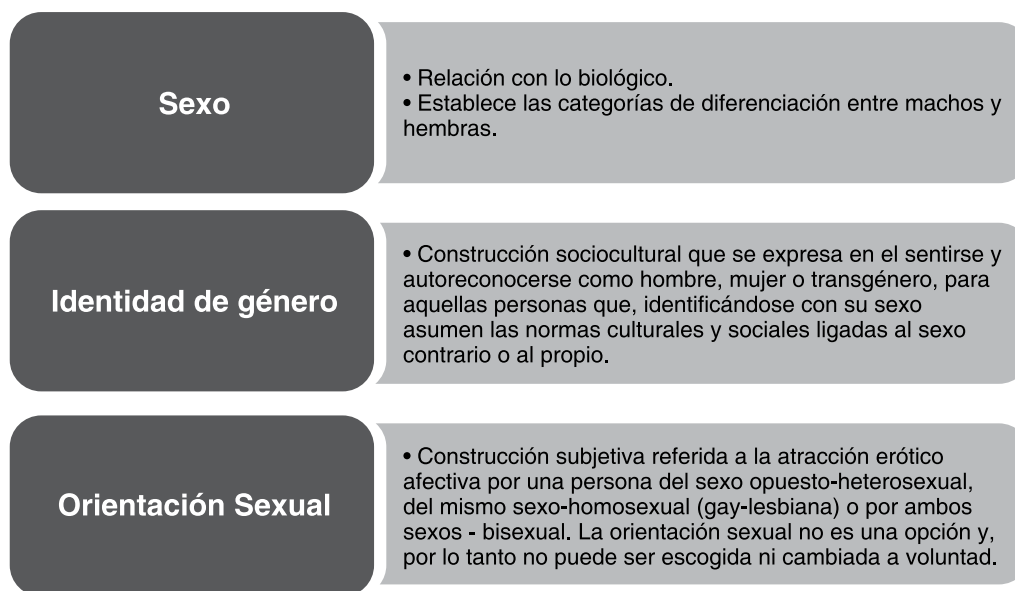 Sexo
• Relación con lo biológico.
• Establece las categorías de diferenciación entre machos y
hembras.
Identidad de género
• Construcción sociocultural que se expresa en el sentirse y
autoreconocerse como hombre, mujer o transgénero, para
aquellas personas que, identificándose con su sexo
asumen las normas culturales y sociales ligadas al sexo
contrario o al propio.
Orientación Sexual
• Construcción subjetiva referida a la atracción erótico
afectiva por una persona del sexo opuesto-heterosexual,
del mismo sexo-homosexual (gay-lesbiana) o por ambos
sexos - bisexual. La orientación sexual no es una opción y,
por lo tanto no puede ser escogida ni cambiada a voluntad.